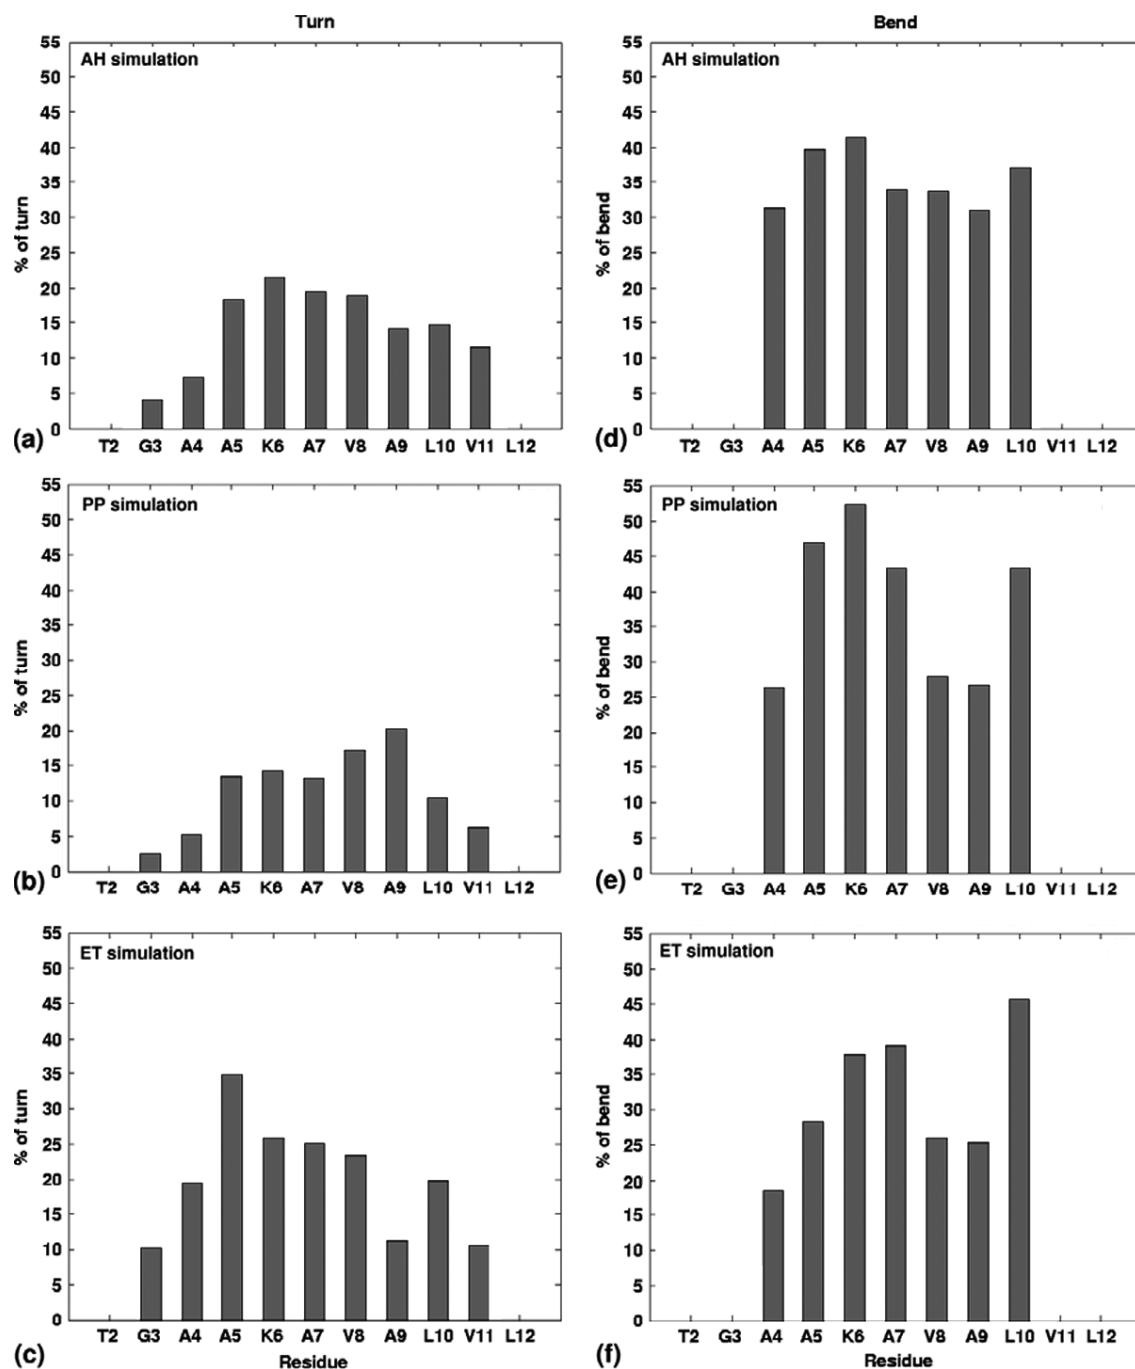 Turn
AH simulation
% of turn
55
50
45
40
35
30
25
20
15
10
5
0
(a)
T2 G3 A4 A5 K6 A7 V8 A9 L10 V11 L12
Bend
AH simulation
% of bend
55
50
45
40
35
30
25
20
15
10
5
0
(d)
T2 G3 A4 A5 K6 A7 V8 A9 L10 V11 L12
PP simulation
% of turn
55
50
45
40
35
30
25
20
15
10
5
0
(b)
T2 G3 A4 A5 K6 A7 V8 A9 L10 V11 L12
PP simulation
% of bend
55
50
45
40
35
30
25
20
15
10
5
0
(e)
T2 G3 A4 A5 K6 A7 V8 A9 L10 V11 L12
ET simulation
% of turn
55
50
45
40
35
30
25
20
15
10
5
0
(c)
T2 G3 A4 A5 K6 A7 V8 A9 L10 V11 L12
Residue
ET simulation
% of bend
55
50
45
40
35
30
25
20
15
10
5
0
(f)
T2 G3 A4 A5 K6 A7 V8 A9 L10 V11 L12
Residue